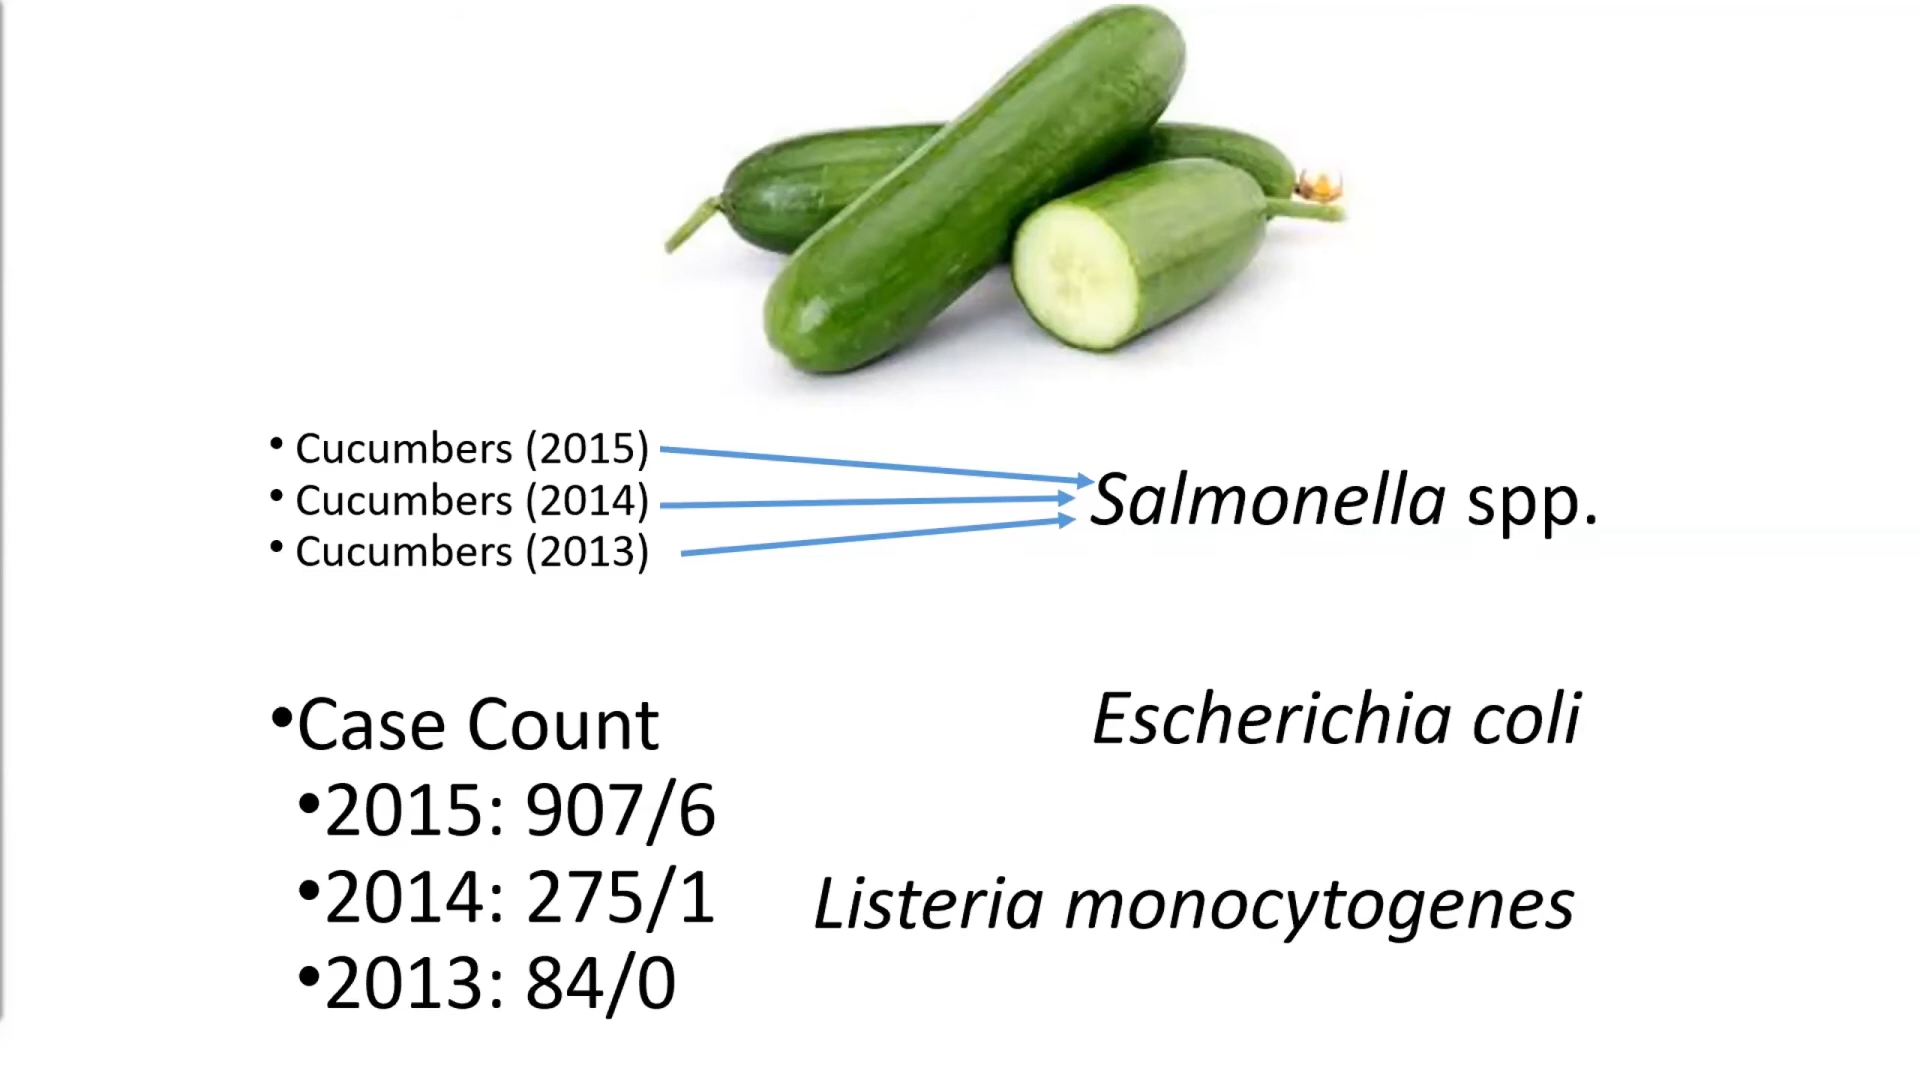 • Cucumbers (2015)
• Cucumbers (2014)
• Cucumbers (2013)
Salmonella spp.
•Case Count
•2015: 907/6
•2014: 275/1
•2013: 84/0
Escherichia coli
Listeria monocytogenes